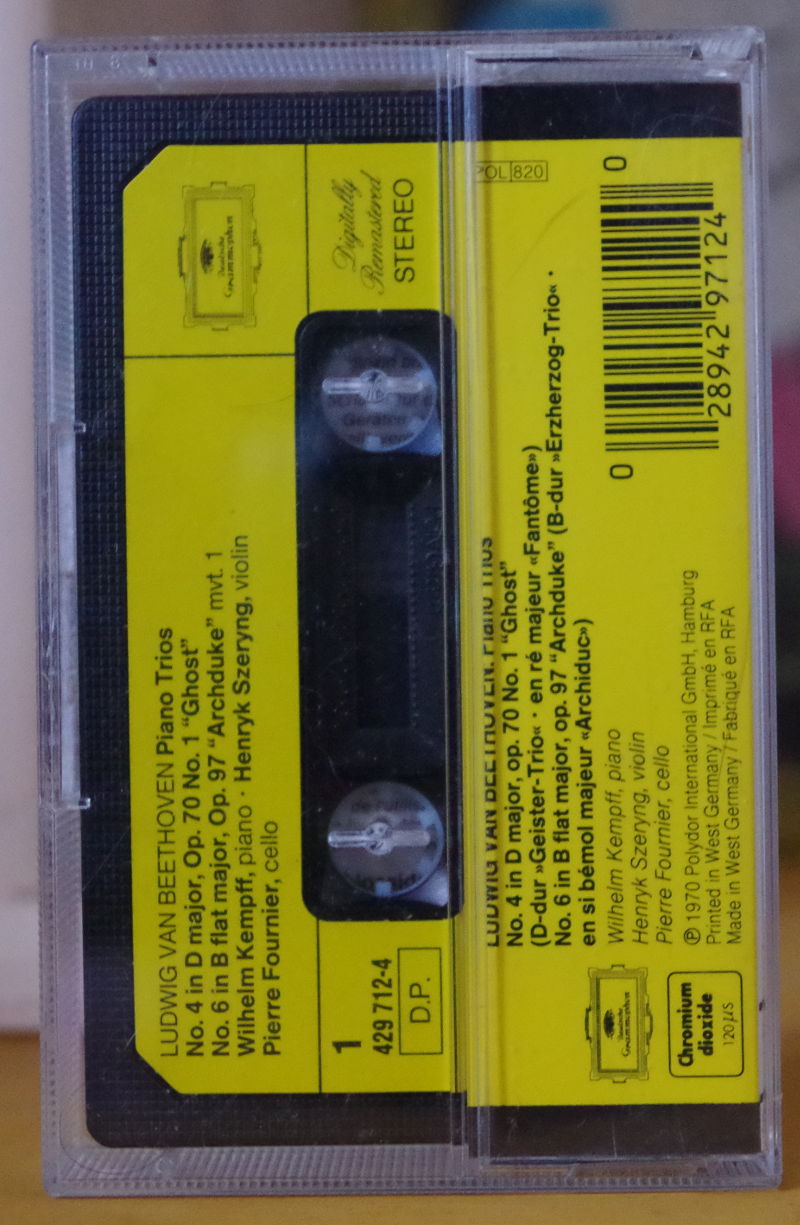 Deutsche
Grammophon
Digitally
Remastered
STEREO
LUDWIG VAN BEETHOVEN Piano Trios
No. 4 in D major, Op. 70 No. 1 “Ghost”
No. 6 in B flat major, Op. 97 “Archduke” mvt. 1
Wilhelm Kempff, piano · Henryk Szeryng, violin
Pierre Fournier, cello
1
429 712-4
D.P.
POL 820
LUDWIG VAN BEETHOVEN: Piano Trios
No. 4 in D major, op. 70 No. 1 “Ghost”
(D-dur »Geister-Trio« · en ré majeur «Fantôme»)
No. 6 in B flat major, op. 97 “Archduke” (B-dur »Erzherzog-Trio« ·
en si bémol majeur «Archiduc»)
Wilhelm Kempff, piano
Henryk Szeryng, violin
Pierre Fournier, cello
℗ 1970 Polydor International GmbH, Hamburg
Printed in West Germany / Imprimé en RFA
Made in West Germany / Fabriqué en RFA
0 28942 97124 0
Deutsche
Grammophon
Chromium
dioxide
120 µs